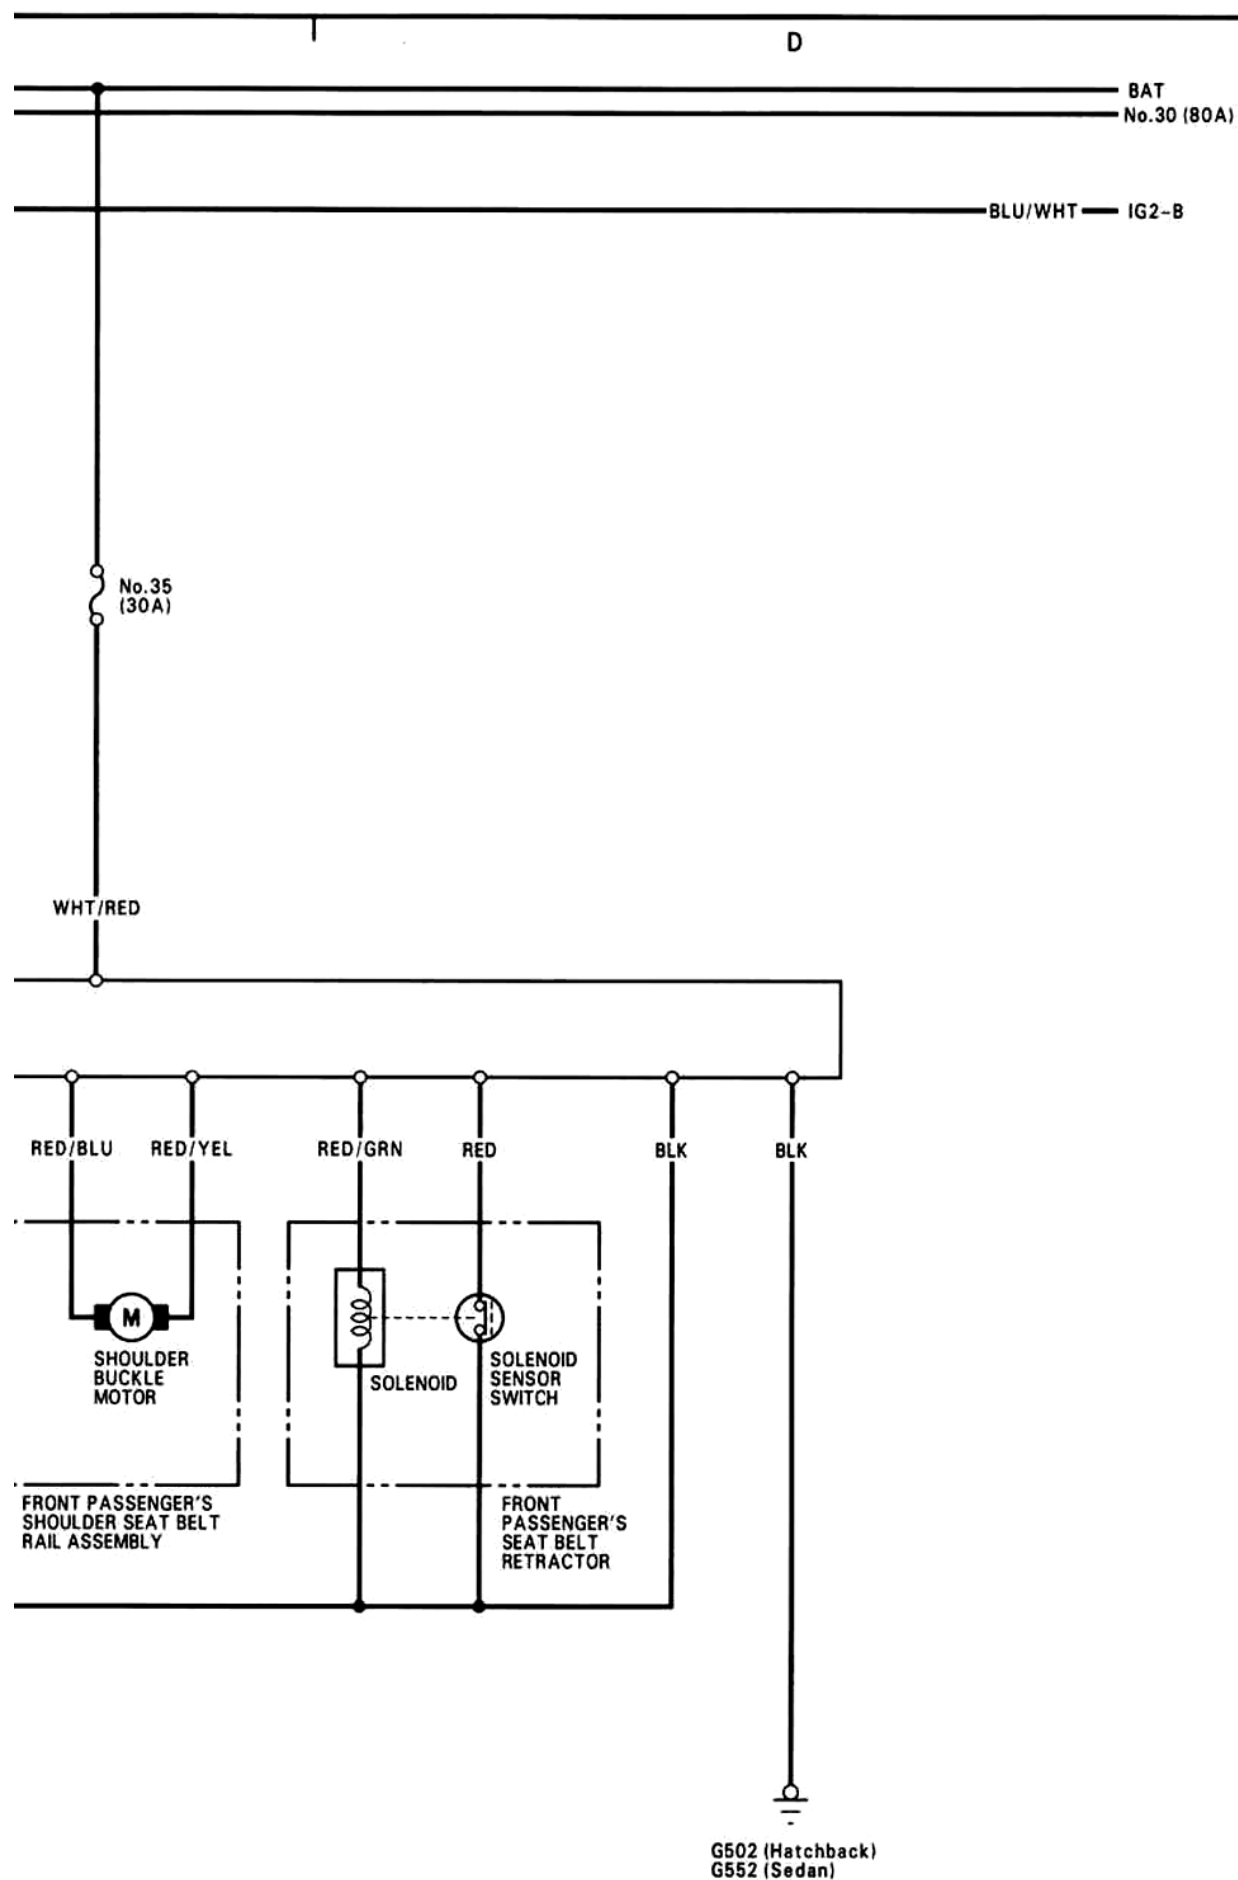 D
BAT
No.30 (80A)
BLU/WHT
IG2-B
No.35
(30A)
WHT/RED
RED/BLU
RED/YEL
RED/GRN
RED
BLK
BLK
M
SHOULDER
BUCKLE
MOTOR
SOLENOID
SOLENOID
SENSOR
SWITCH
FRONT PASSENGER'S
SHOULDER SEAT BELT
RAIL ASSEMBLY
FRONT
PASSENGER'S
SEAT BELT
RETRACTOR
G502 (Hatchback)
G552 (Sedan)